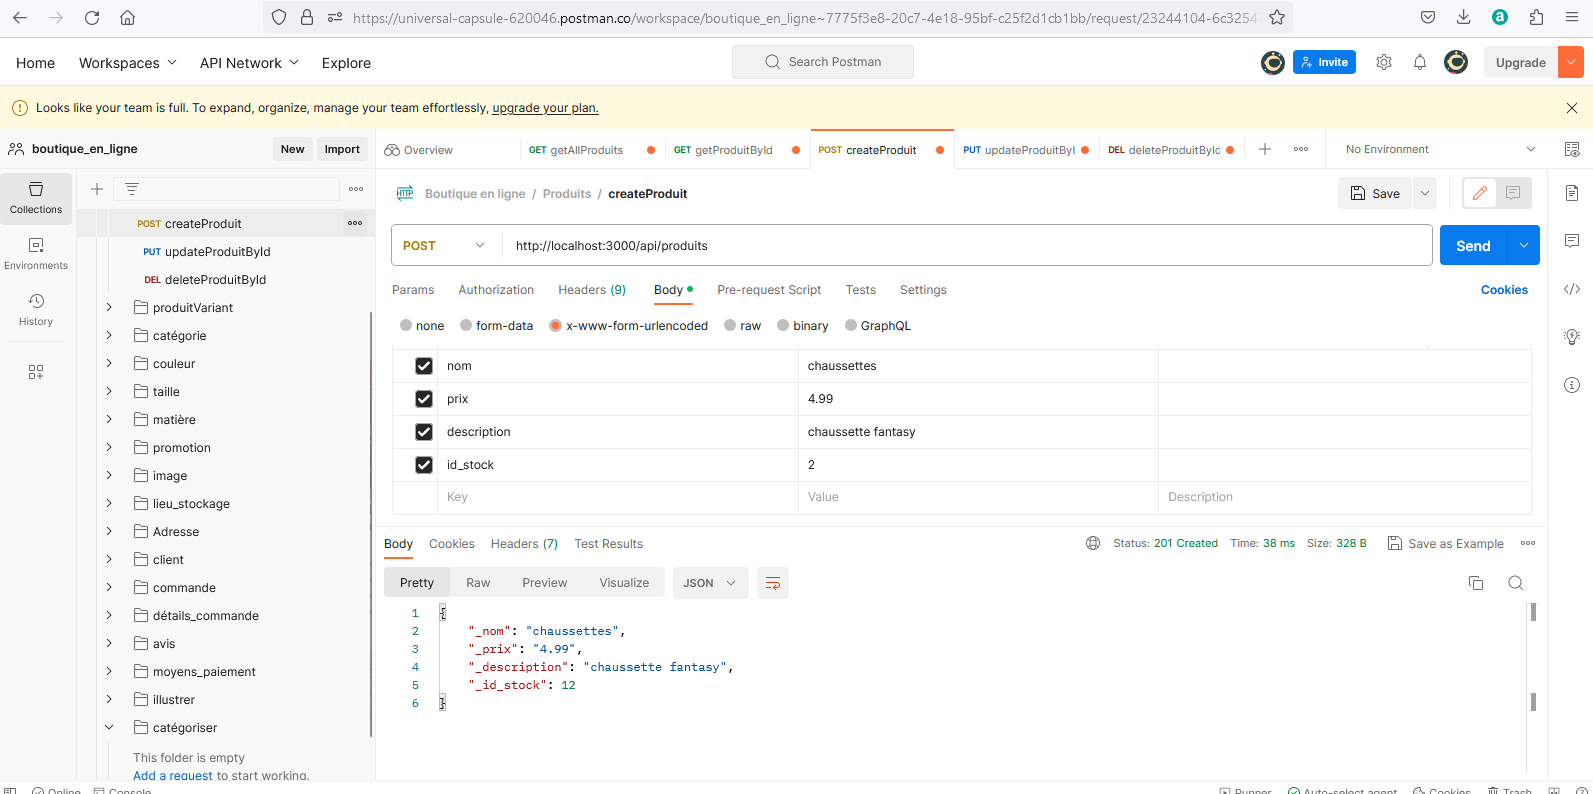 https://universal-capsule-620046.postman.co/workspace/boutique_en_ligne~7775f3e8-20c7-4e18-95bf-c25f2d1cb1bb/request/23244104-6c3254
Home Workspaces API Network Explore Search Postman Invite Upgrade
Looks like your team is full. To expand, organize, manage your team effortlessly, upgrade your plan.
boutique_en_ligne New Import
Overview GET getAllProduits GET getProduitById POST createProduit PUT updateProduitByI DEL deleteProduitById No Environment
Collections
Environments
History
POST createProduit
PUT updateProduitById
DEL deleteProduitById
produitVariant
catégorie
couleur
taille
matière
promotion
image
lieu_stockage
Adresse
client
commande
détails_commande
avis
moyens_paiement
illustrer
catégoriser
This folder is empty
Add a request to start working.
HTTP Boutique en ligne / Produits / createProduit Save
POST http://localhost:3000/api/produits Send
Params Authorization Headers (9) Body Pre-request Script Tests Settings Cookies
none form-data x-www-form-urlencoded raw binary GraphQL
nom chaussettes
prix 4.99
description chaussette fantasy
id_stock 2
Key Value Description
Body Cookies Headers (7) Test Results Status: 201 Created Time: 38 ms Size: 328 B Save as Example
Pretty Raw Preview Visualize JSON
1 {
2 "_nom": "chaussettes",
3 "_prix": "4.99",
4 "_description": "chaussette fantasy",
5 "_id_stock": 12
6 }
Online Console Runner Auto-select agent Cookies Trash